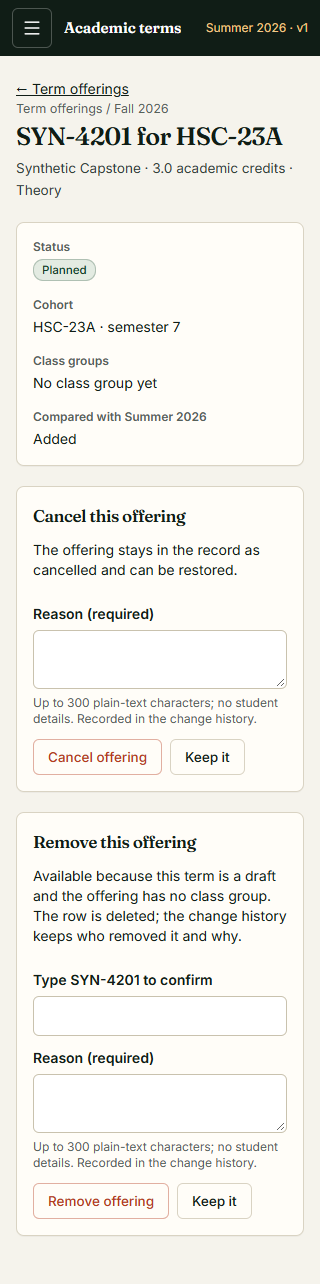 Academic terms
Summer 2026 · v1
← Term offerings
Term offerings / Fall 2026
SYN-4201 for HSC-23A
Synthetic Capstone · 3.0 academic credits ·
Theory
Status
Planned
Cohort
HSC-23A · semester 7
Class groups
No class group yet
Compared with Summer 2026
Added
Cancel this offering
The offering stays in the record as
cancelled and can be restored.
Reason (required)
Up to 300 plain-text characters; no student
details. Recorded in the change history.
Cancel offering
Keep it
Remove this offering
Available because this term is a draft
and the offering has no class group.
The row is deleted; the change history
keeps who removed it and why.
Type SYN-4201 to confirm
Reason (required)
Up to 300 plain-text characters; no student
details. Recorded in the change history.
Remove offering
Keep it